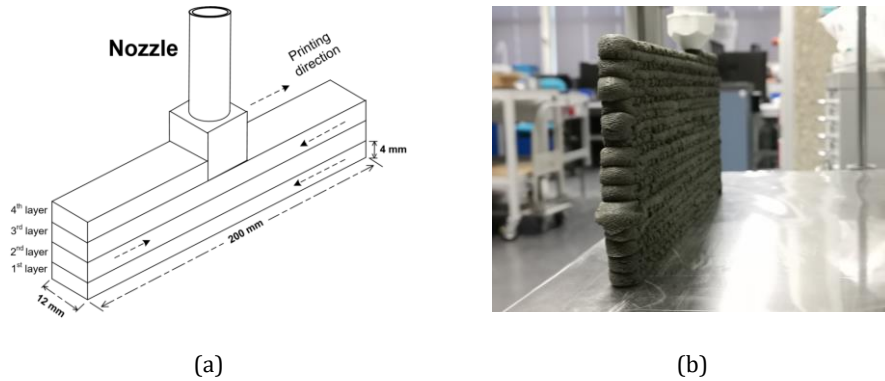 Nozzle
Printing
direction
4 mm
4th layer
3rd layer
2nd layer
1st layer
200 mm
12 mm
(a)
(b)